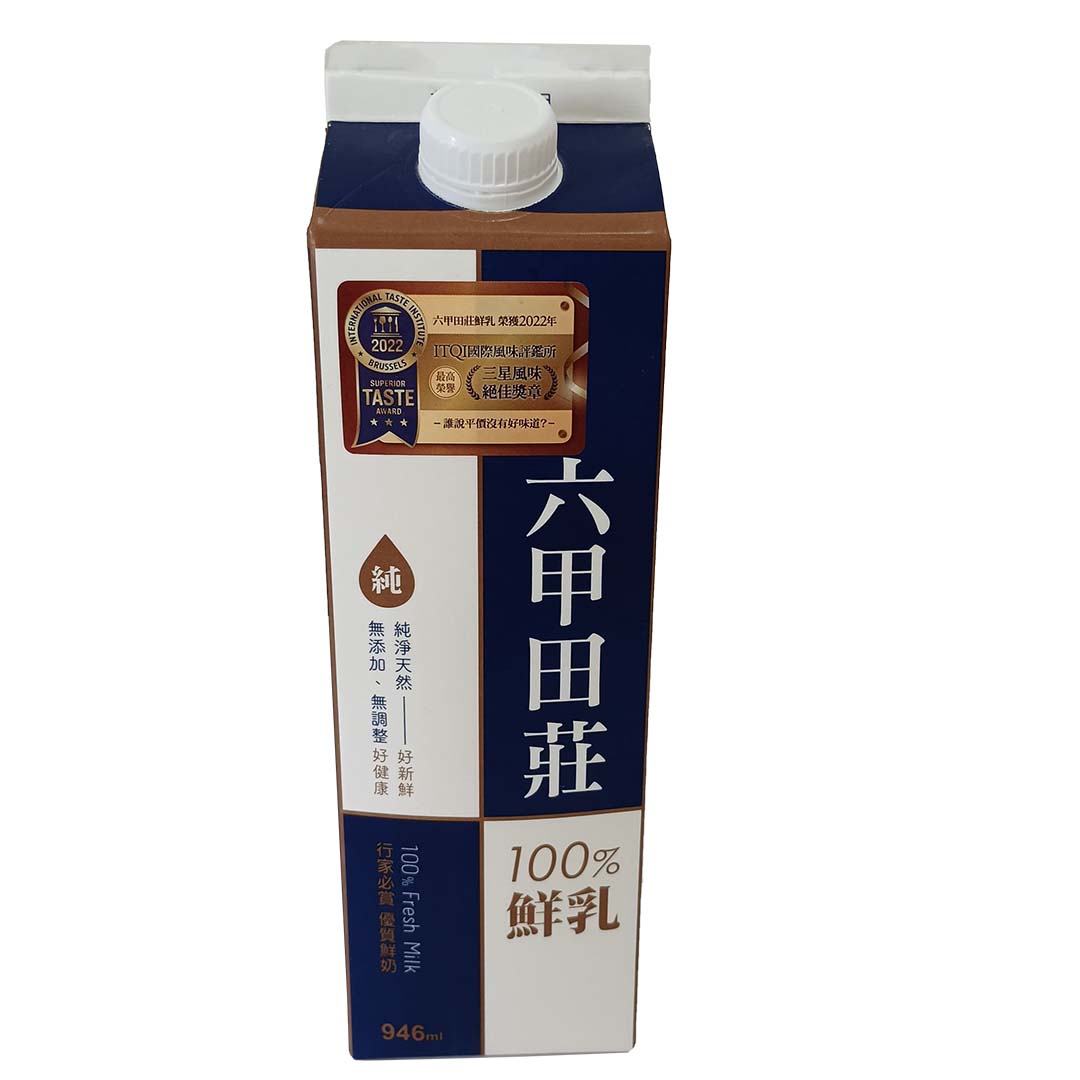 INTERNATIONAL TASTE INSTITUTE
2022
BRUSSELS
SUPERIOR
TASTE
AWARD
六甲田莊鮮乳 榮獲2022年
ITQI國際風味評鑑所
最高
榮譽
三星風味
絕佳獎章
－誰說平價沒有好味道?－
六甲田莊
純
純淨天然——好新鮮
無添加、無調整好健康
100%
鮮乳
100% Fresh Milk
行家必賞 優質鮮奶
946ml